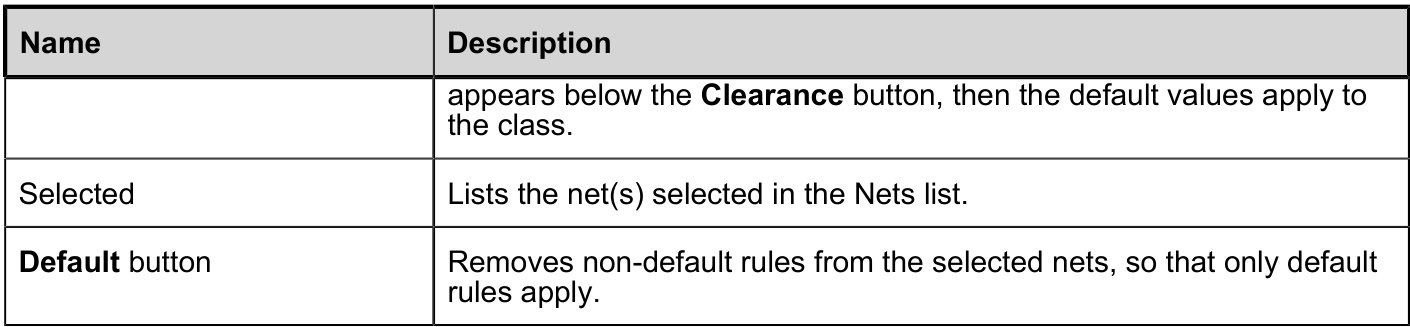 Name Description
appears below the Clearance button, then the default values apply to
the class.
Selected Lists the net(s) selected in the Nets list.
Default button Removes non-default rules from the selected nets, so that only default
rules apply.